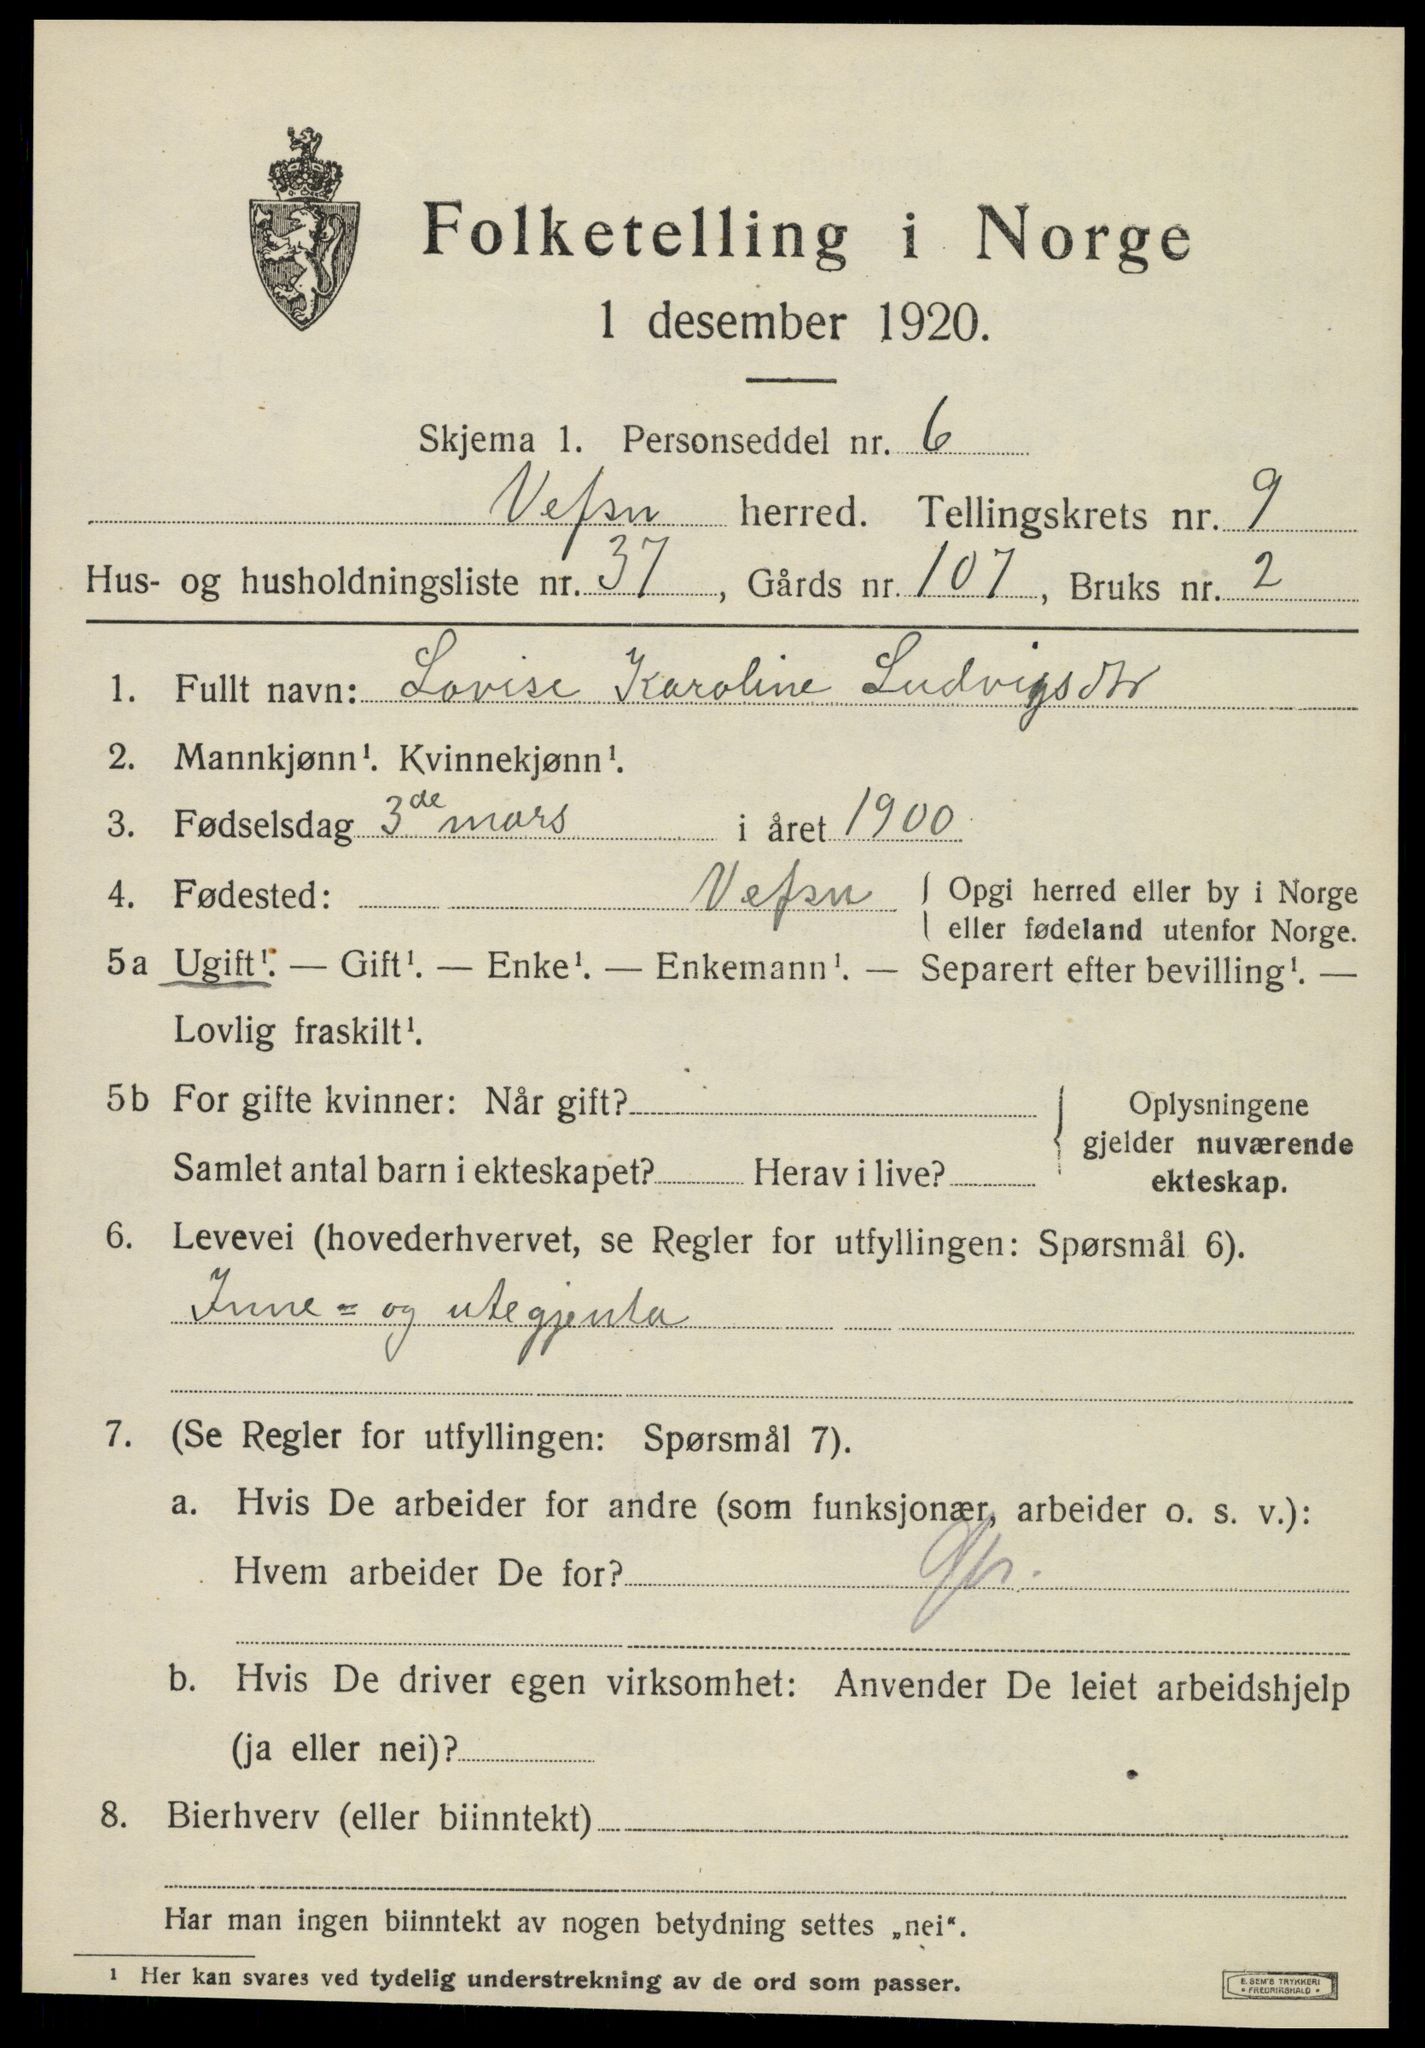 Folketelling i Norge
1 desember 1920.
Skjema 1. Personseddel nr. 6
Vefsn herred. Tellingskrets nr. 9
Hus- og husholdningsliste nr. 37, Gårds nr. 107, Bruks nr. 2
1. Fullt navn: Lovise Karoline Ludvigsdtr
2. Mannkjønn¹. Kvinnekjønn¹.
3. Fødselsdag 3de mars i året 1900
4. Fødested: Vefsn { Opgi herred eller by i Norge
eller fødeland utenfor Norge.
5a Ugift¹. — Gift¹. — Enke¹. — Enkemann¹. — Separert efter bevilling¹. —
Lovlig fraskilt¹.
5b For gifte kvinner: Når gift? Oplysningene
gjelder nuværende
Samlet antal barn i ekteskapet? Herav i live? ekteskap.
6. Levevei (hovederhvervet, se Regler for utfyllingen: Spørsmål 6).
Inne- og utegjenta
7. (Se Regler for utfyllingen: Spørsmål 7).
a. Hvis De arbeider for andre (som funksjonær, arbeider o. s. v.):
Hvem arbeider De for?
b. Hvis De driver egen virksomhet: Anvender De leiet arbeidshjelp
(ja eller nei)?
8. Bierhverv (eller biinntekt)
Har man ingen biinntekt av nogen betydning settes „nei“.
¹ Her kan svares ved tydelig understrekning av de ord som passer.
E. SEM'S TRYKKERI
• FREDRIKSHALD •